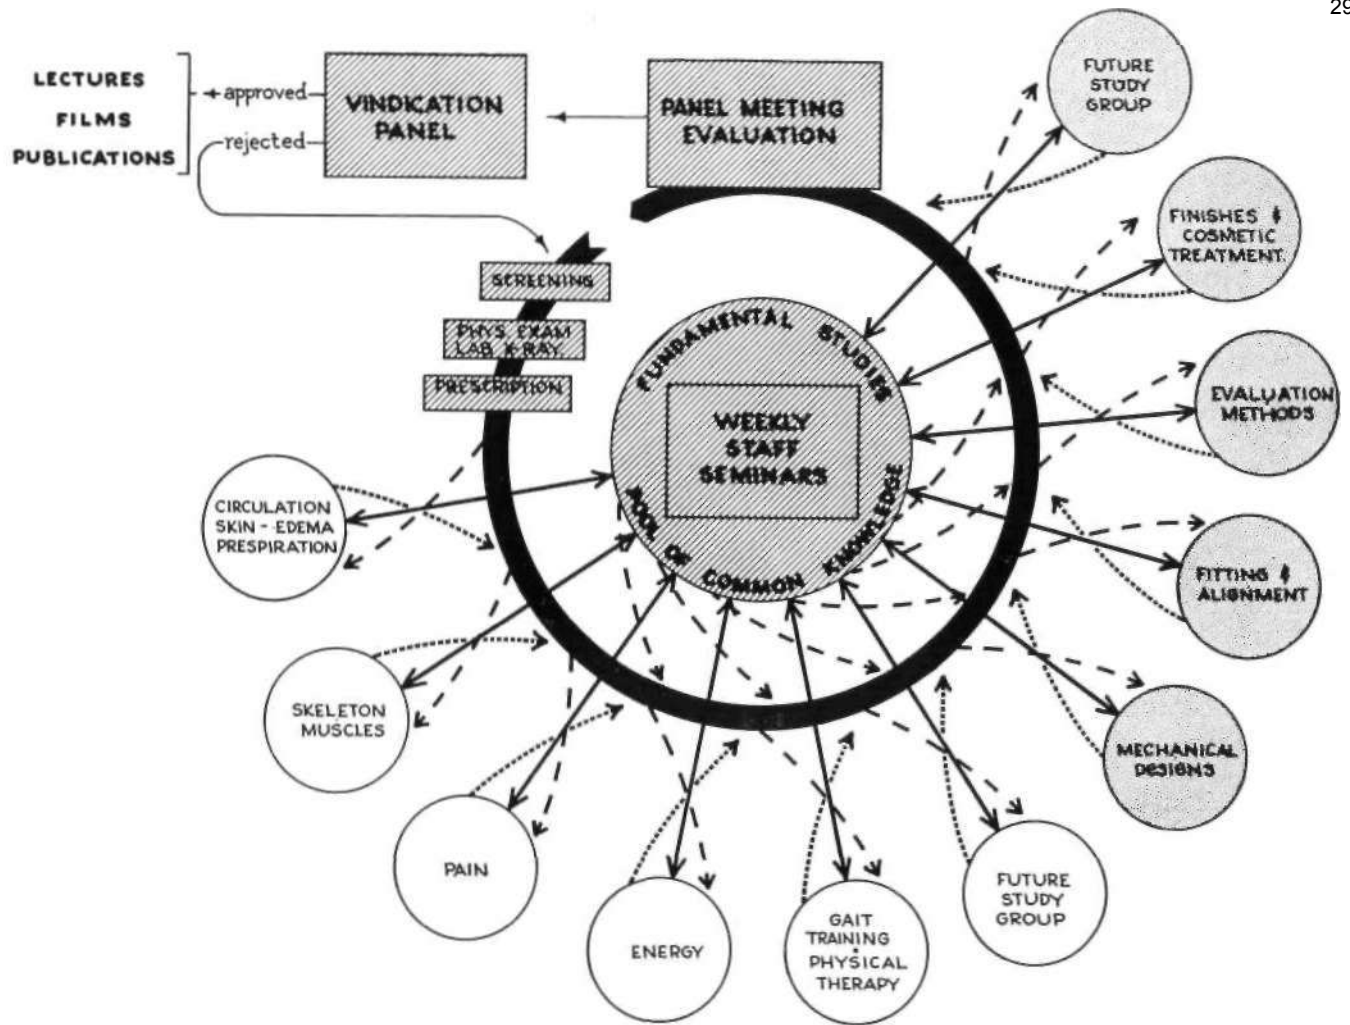 29
LECTURES
FILMS
PUBLICATIONS
approved
rejected
VINDICATION
PANEL
PANEL MEETING
EVALUATION
SCREENING
PHYS. EXAM
LAB X-RAY
PRESCRIPTION
FUNDAMENTAL STUDIES
WEEKLY
STAFF
SEMINARS
POOL OF COMMON KNOWLEDGE
FUTURE
STUDY
GROUP
FINISHES &
COSMETIC
TREATMENT.
EVALUATION
METHODS
FITTING &
ALIGNMENT
MECHANICAL
DESIGNS
FUTURE
STUDY
GROUP
GAIT
TRAINING
PHYSICAL
THERAPY
ENERGY
PAIN
SKELETON
MUSCLES
CIRCULATION
SKIN - EDEMA
PRESPIRATION